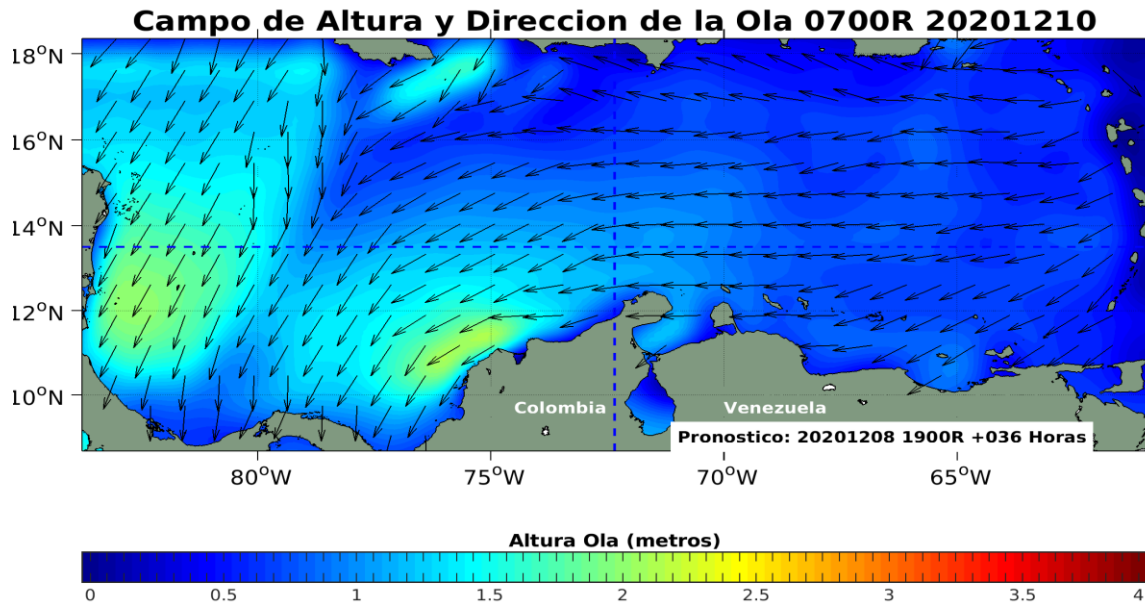 Campo de Altura y Direccion de la Ola 0700R 20201210
18°N
16°N
14°N
12°N
10°N
Colombia
Venezuela
Pronostico: 20201208 1900R +036 Horas
80°W
75°W
70°W
65°W
Altura Ola (metros)
0 0.5 1 1.5 2 2.5 3 3.5 4